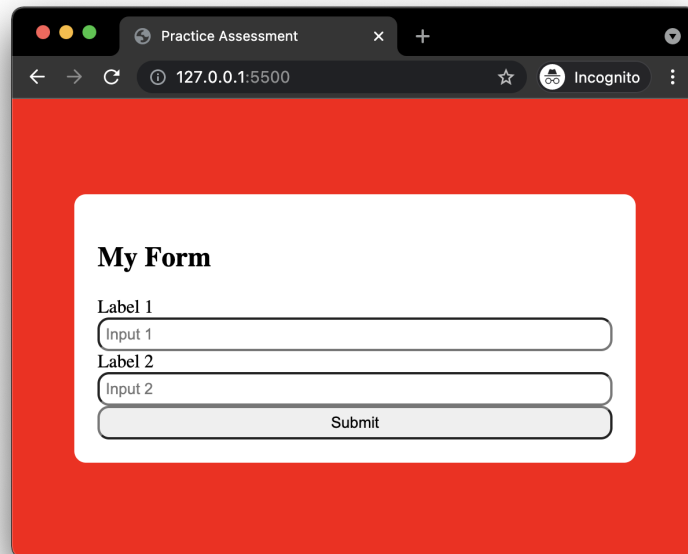 Practice Assessment
127.0.0.1:5500
Incognito
My Form
Label 1
Input 1
Label 2
Input 2
Submit